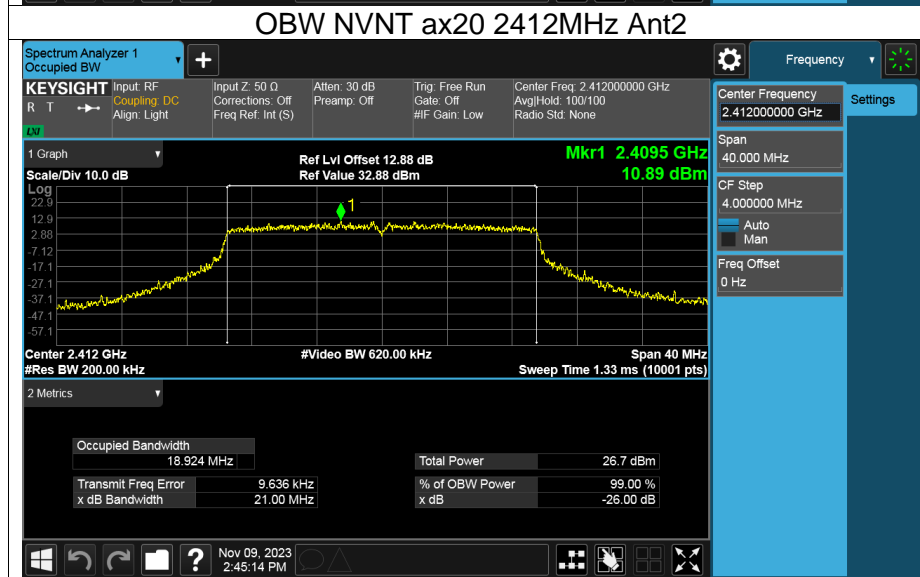 OBW NVNT ax20 2412MHz Ant2
Spectrum Analyzer 1
Occupied BW
+
Frequency
KEYSIGHT
R T
LXI
Input: RF
Coupling: DC
Align: Light
Input Z: 50 Ω
Corrections: Off
Freq Ref: Int (S)
Atten: 30 dB
Preamp: Off
Trig: Free Run
Gate: Off
#IF Gain: Low
Center Freq: 2.412000000 GHz
Avg|Hold: 100/100
Radio Std: None
Center Frequency
2.412000000 GHz
Settings
Span
40.000 MHz
CF Step
4.000000 MHz
Auto
Man
Freq Offset
0 Hz
1 Graph
Scale/Div 10.0 dB
Ref Lvl Offset 12.88 dB
Ref Value 32.88 dBm
Mkr1 2.4095 GHz
10.89 dBm
Log
22.9
12.9
2.88
-7.12
-17.1
-27.1
-37.1
-47.1
-57.1
1
Center 2.412 GHz
#Video BW 620.00 kHz
Span 40 MHz
#Res BW 200.00 kHz
Sweep Time 1.33 ms (10001 pts)
2 Metrics
Occupied Bandwidth
18.924 MHz
Total Power 26.7 dBm
Transmit Freq Error 9.636 kHz
% of OBW Power 99.00 %
x dB Bandwidth 21.00 MHz
x dB -26.00 dB
?
Nov 09, 2023
2:45:14 PM